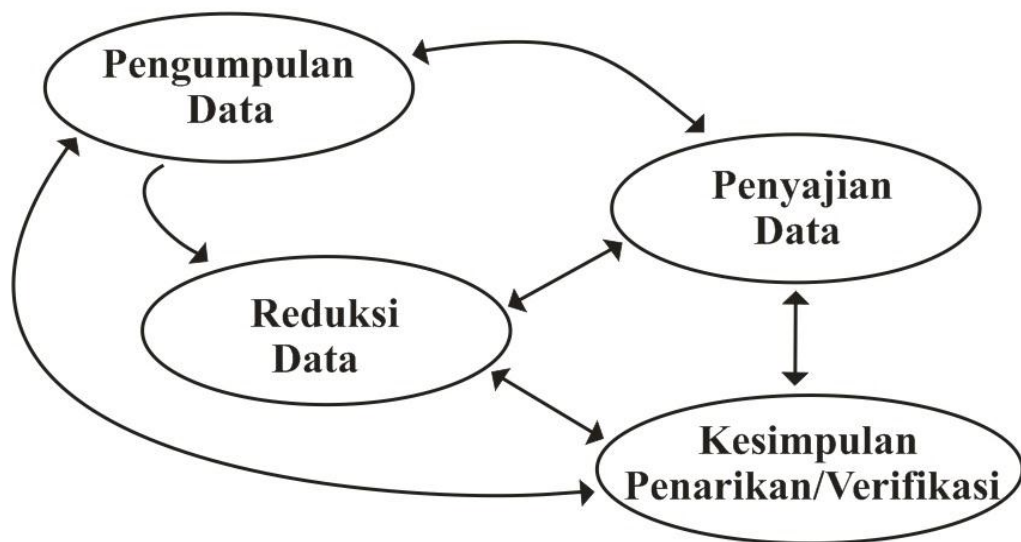 Pengumpulan
Data
Penyajian
Data
Reduksi
Data
Kesimpulan
Penarikan/Verifikasi